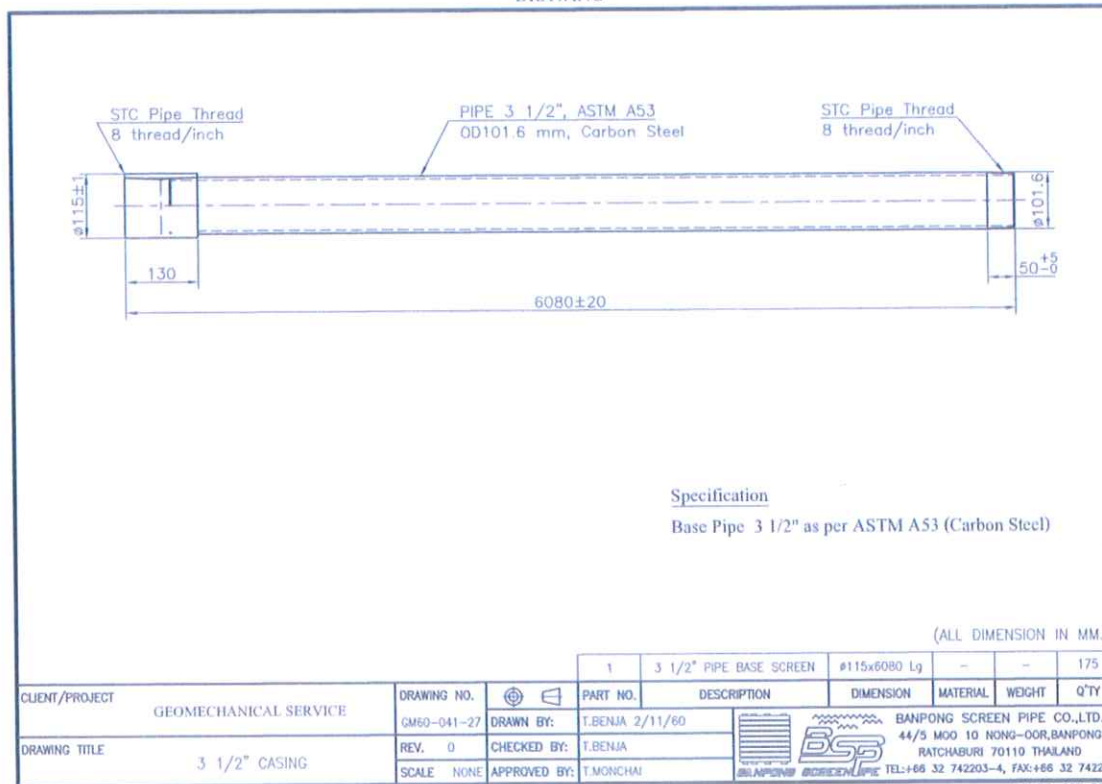 STC Pipe Thread
8 thread/inch
PIPE 3 1/2", ASTM A53
OD101.6 mm, Carbon Steel
STC Pipe Thread
8 thread/inch
ø115±1
ø101.6
130
50 +5 -0
6080±20
Specification
Base Pipe 3 1/2" as per ASTM A53 (Carbon Steel)
(ALL DIMENSION IN MM.
1 3 1/2" PIPE BASE SCREEN ø115x6080 Lg - - 175
PART NO. DESCRIPTION DIMENSION MATERIAL WEIGHT Q'TY
CLIENT/PROJECT
GEOMECHANICAL SERVICE
DRAWING NO.
GM60-041-27
DRAWN BY: T.BENJA 2/11/60
DRAWING TITLE
3 1/2" CASING
REV. 0
CHECKED BY: T.BENJA
SCALE NONE
APPROVED BY: T.MONCHAI
BSP
BANPONG SCREEN PIPE
BANPONG SCREEN PIPE CO.,LTD.
44/5 MOO 10 NONG-OOR,BANPONG
RATCHABURI 70110 THAILAND
TEL:+66 32 742203-4, FAX:+66 32 7422